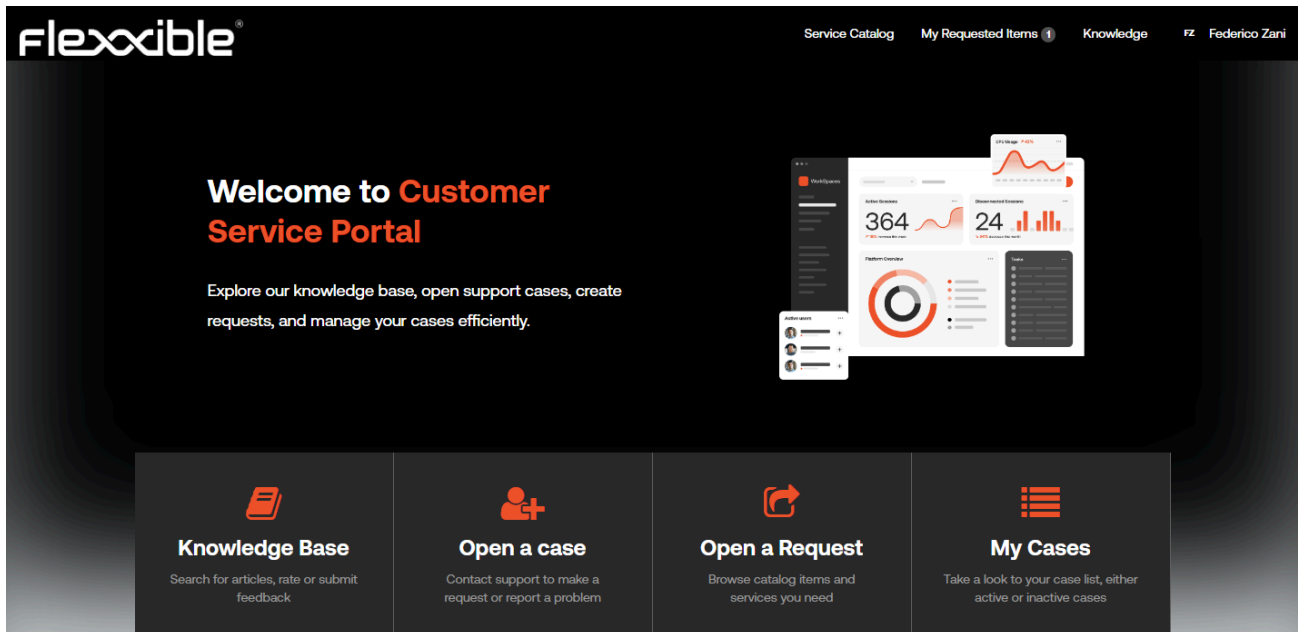 Flexxible®
Service Catalog My Requested Items 1 Knowledge FZ Federico Zani
Welcome to Customer
Service Portal
Explore our knowledge base, open support cases, create
requests, and manage your cases efficiently.
CPU Usage
WorkSpaces
Active Sessions
364
Disconnected Sessions
24
Platform Overview
Tasks
Active users
Knowledge Base
Search for articles, rate or submit
feedback
Open a case
Contact support to make a
request or report a problem
Open a Request
Browse catalog items and
services you need
My Cases
Take a look to your case list, either
active or inactive cases